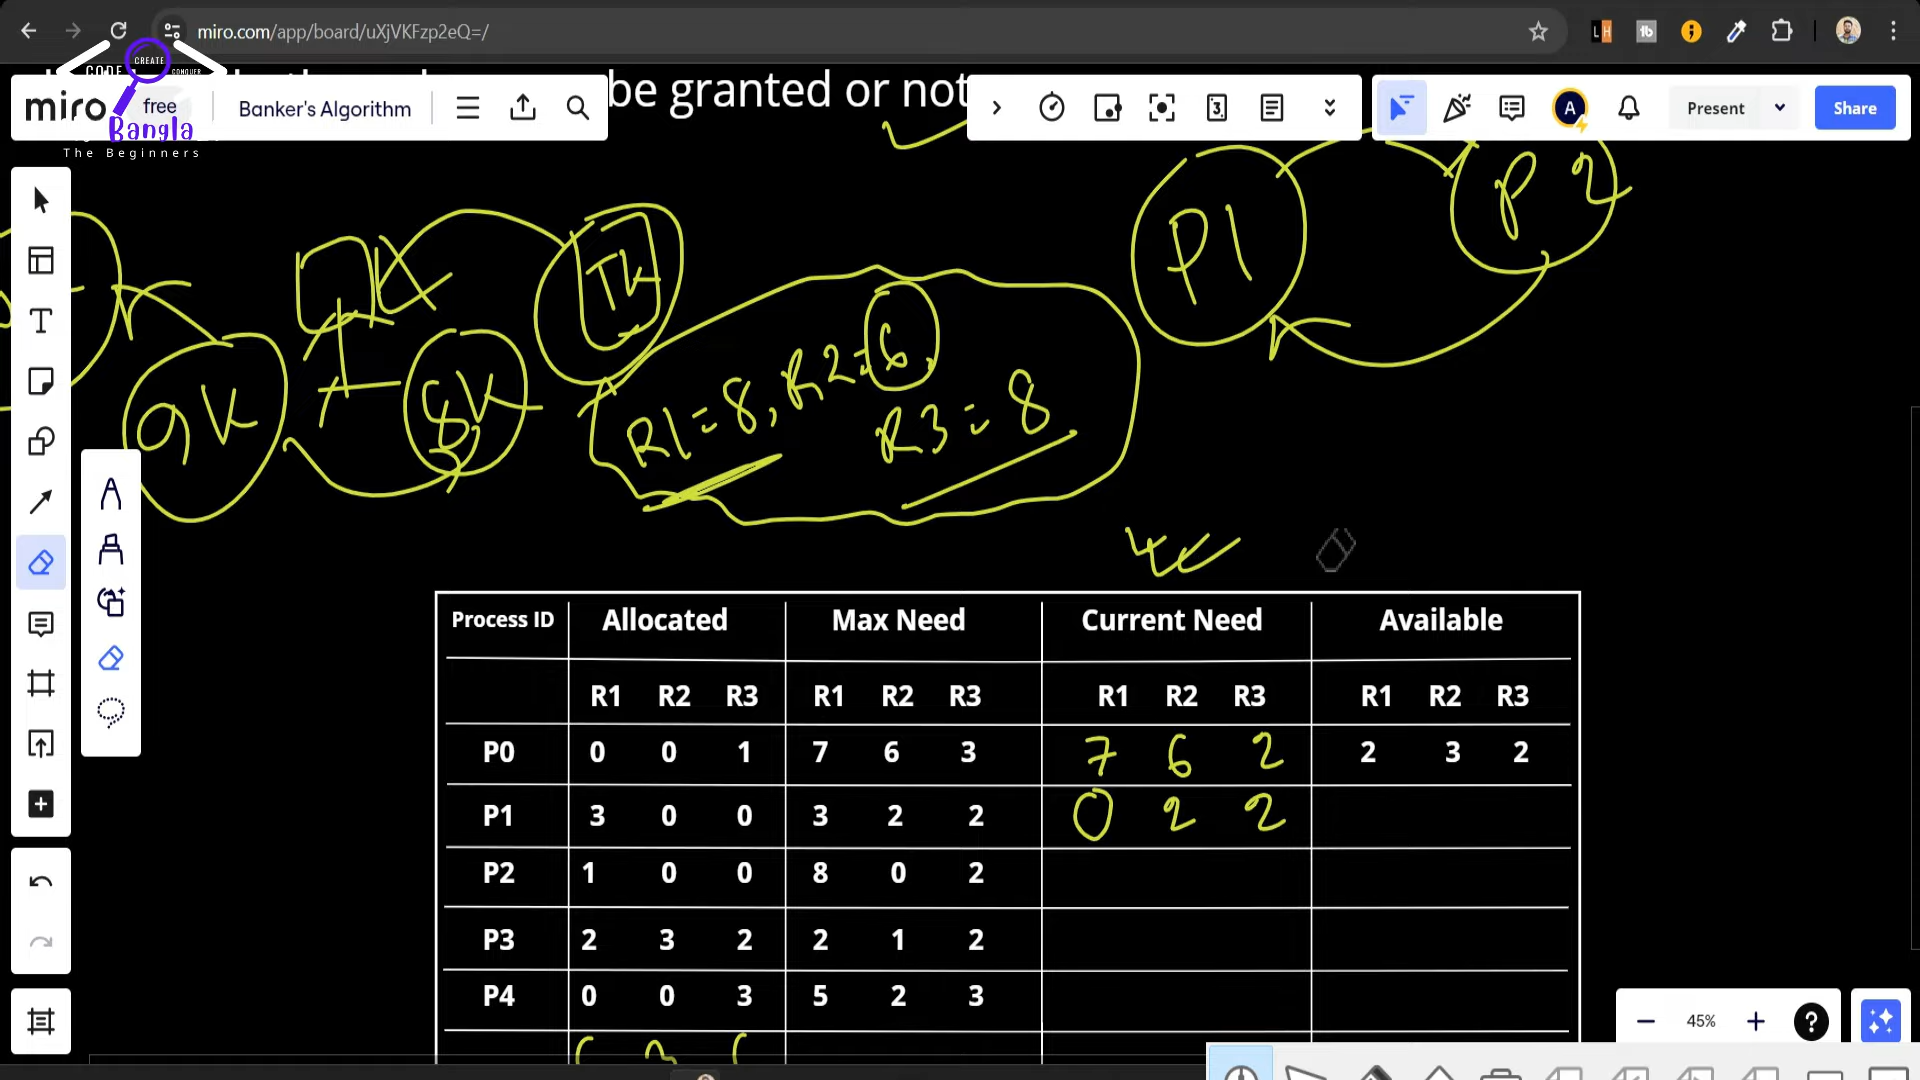 miro.com/app/board/uXjVKFzp2eQ=/
CODE CREATE CONQUER
be granted or not
miro free Banker's Algorithm
Present Share
Bangla
The Beginners
P1 P 2
Tk
9K 8K
R1=8, R2=6,
R3=8
Process ID Allocated Max Need Current Need Available
R1 R2 R3 R1 R2 R3 R1 R2 R3 R1 R2 R3
P0 0 0 1 7 6 3 7 6 2 2 3 2
P1 3 0 0 3 2 2 0 2 2
P2 1 0 0 8 0 2
P3 2 3 2 2 1 2
P4 0 0 3 5 2 3
45%